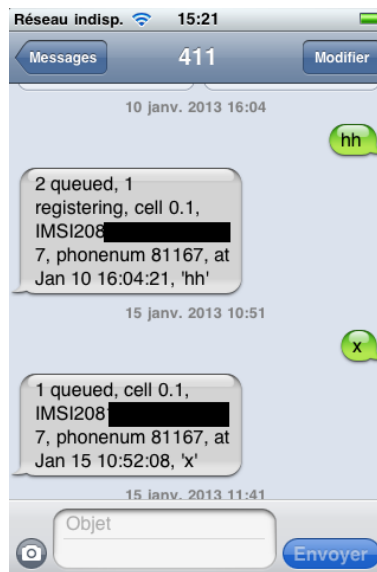 Réseau indisp. 15:21
Messages 411 Modifier
10 janv. 2013 16:04
hh
2 queued, 1
registering, cell 0.1,
IMSI208
7, phonenum 81167, at
Jan 10 16:04:21, 'hh'
15 janv. 2013 10:51
x
1 queued, cell 0.1,
IMSI208
7, phonenum 81167, at
Jan 15 10:52:08, 'x'
15 janv. 2013 11:41
Objet
Envoyer